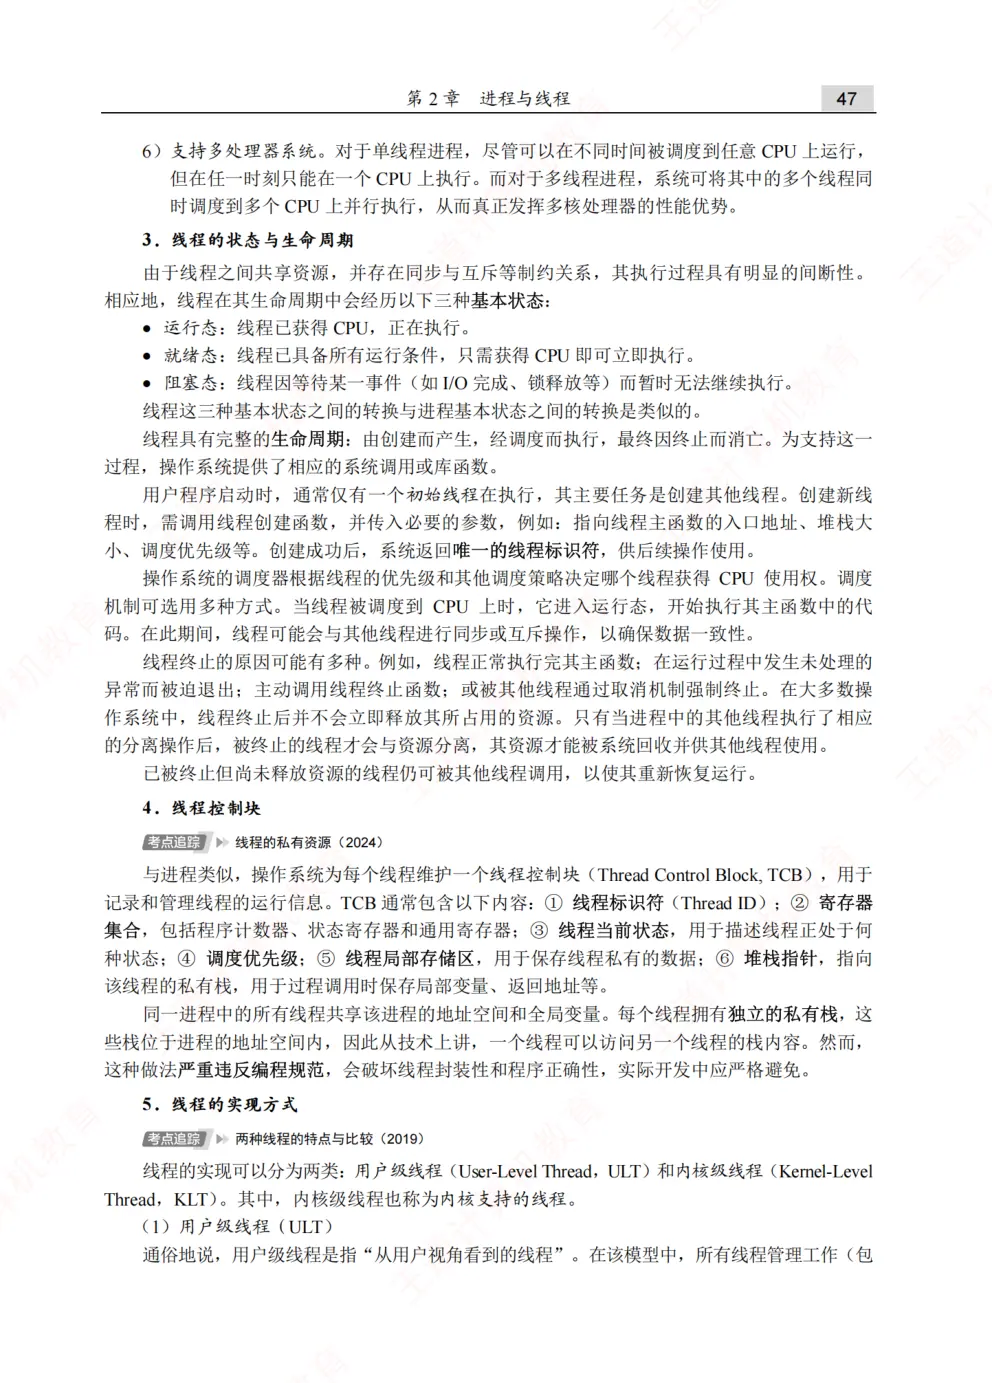 第 2 章　进程与线程
47
6）支持多处理器系统。对于单线程进程，尽管可以在不同时间被调度到任意 CPU 上运行，
但在任一时刻只能在一个 CPU 上执行。而对于多线程进程，系统可将其中的多个线程同
时调度到多个 CPU 上并行执行，从而真正发挥多核处理器的性能优势。
3．线程的状态与生命周期
由于线程之间共享资源，并存在同步与互斥等制约关系，其执行过程具有明显的间断性。
相应地，线程在其生命周期中会经历以下三种基本状态：
● 运行态：线程已获得 CPU，正在执行。
● 就绪态：线程已具备所有运行条件，只需获得 CPU 即可立即执行。
● 阻塞态：线程因等待某一事件（如 I/O 完成、锁释放等）而暂时无法继续执行。
线程这三种基本状态之间的转换与进程基本状态之间的转换是类似的。
线程具有完整的生命周期：由创建而产生，经调度而执行，最终因终止而消亡。为支持这一
过程，操作系统提供了相应的系统调用或库函数。
用户程序启动时，通常仅有一个初始线程在执行，其主要任务是创建其他线程。创建新线
程时，需调用线程创建函数，并传入必要的参数，例如：指向线程主函数的入口地址、堆栈大
小、调度优先级等。创建成功后，系统返回唯一的线程标识符，供后续操作使用。
操作系统的调度器根据线程的优先级和其他调度策略决定哪个线程获得 CPU 使用权。调度
机制可选用多种方式。当线程被调度到 CPU 上时，它进入运行态，开始执行其主函数中的代
码。在此期间，线程可能会与其他线程进行同步或互斥操作，以确保数据一致性。
线程终止的原因可能有多种。例如，线程正常执行完其主函数；在运行过程中发生未处理的
异常而被迫退出；主动调用线程终止函数；或被其他线程通过取消机制强制终止。在大多数操
作系统中，线程终止后并不会立即释放其所占用的资源。只有当进程中的其他线程执行了相应
的分离操作后，被终止的线程才会与资源分离，其资源才能被系统回收并供其他线程使用。
已被终止但尚未释放资源的线程仍可被其他线程调用，以使其重新恢复运行。
4．线程控制块
考点追踪 线程的私有资源（2024）
与进程类似，操作系统为每个线程维护一个线程控制块（Thread Control Block, TCB），用于
记录和管理线程的运行信息。TCB 通常包含以下内容：① 线程标识符（Thread ID）；② 寄存器
集合，包括程序计数器、状态寄存器和通用寄存器；③ 线程当前状态，用于描述线程正处于何
种状态；④ 调度优先级；⑤ 线程局部存储区，用于保存线程私有的数据；⑥ 堆栈指针，指向
该线程的私有栈，用于过程调用时保存局部变量、返回地址等。
同一进程中的所有线程共享该进程的地址空间和全局变量。每个线程拥有独立的私有栈，这
些栈位于进程的地址空间内，因此从技术上讲，一个线程可以访问另一个线程的栈内容。然而，
这种做法严重违反编程规范，会破坏线程封装性和程序正确性，实际开发中应严格避免。
5．线程的实现方式
考点追踪 两种线程的特点与比较（2019）
线程的实现可以分为两类：用户级线程（User-Level Thread，ULT）和内核级线程（Kernel-Level
Thread，KLT）。其中，内核级线程也称为内核支持的线程。
（1）用户级线程（ULT）
通俗地说，用户级线程是指“从用户视角看到的线程”。在该模型中，所有线程管理工作（包